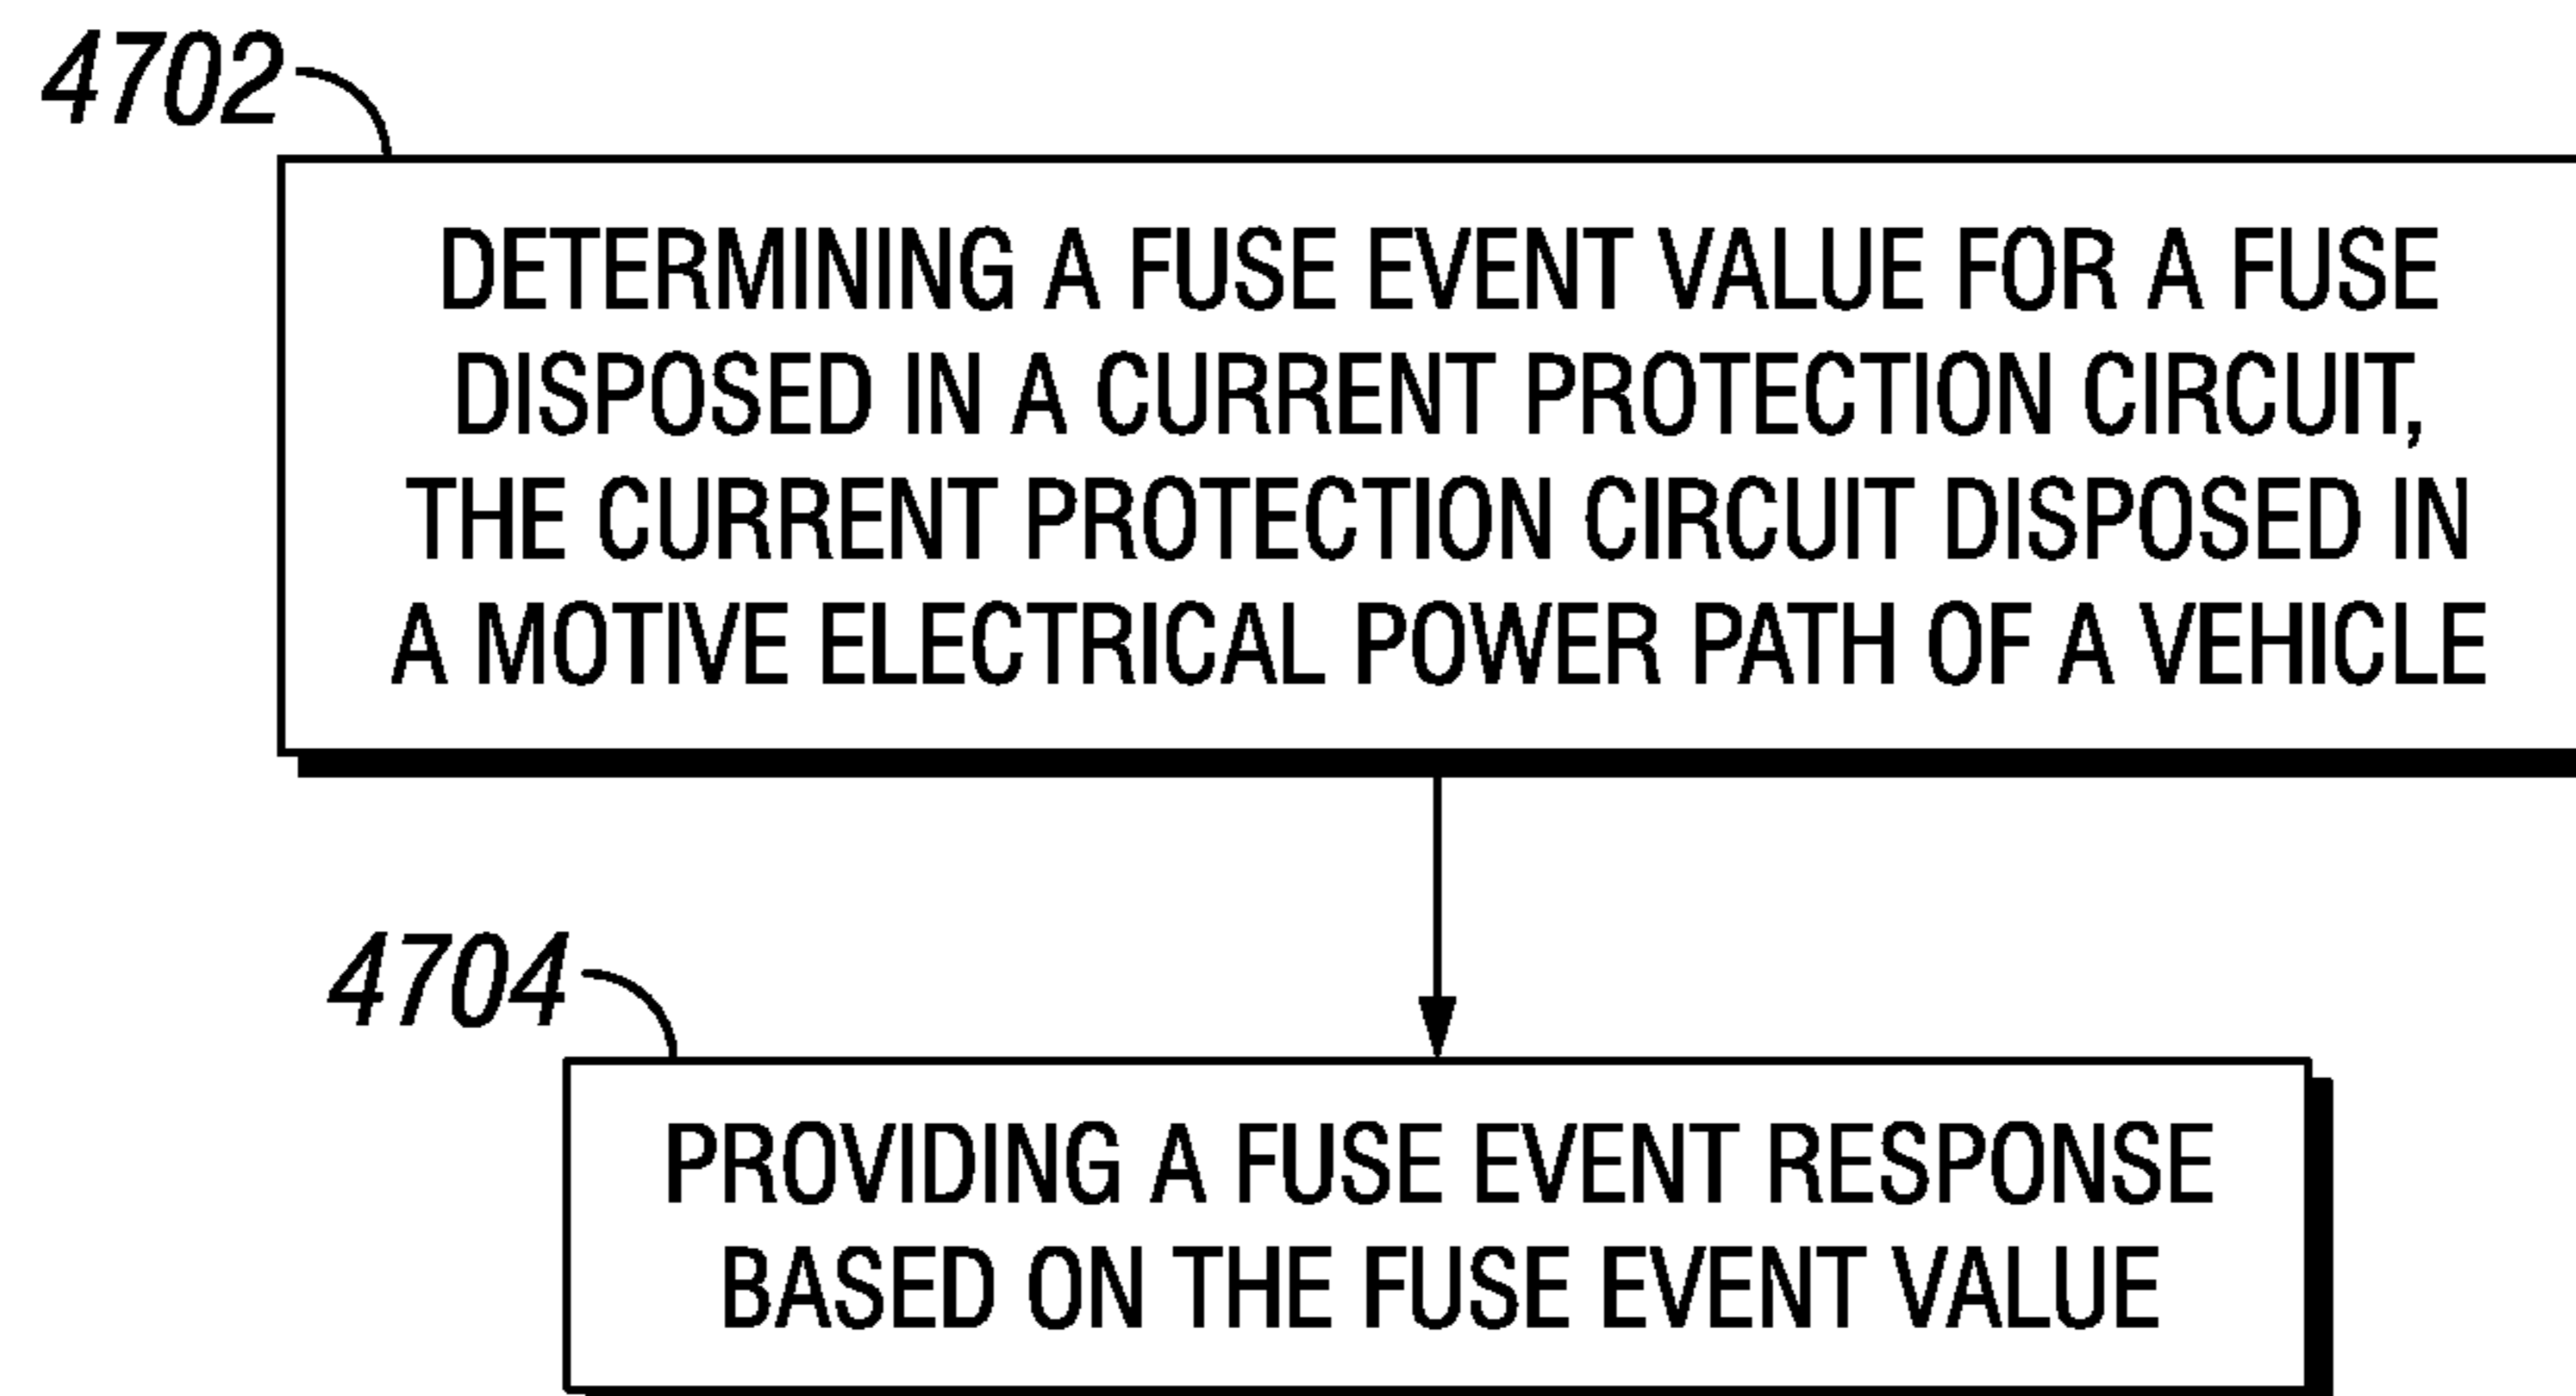 4702
DETERMINING A FUSE EVENT VALUE FOR A FUSE
DISPOSED IN A CURRENT PROTECTION CIRCUIT,
THE CURRENT PROTECTION CIRCUIT DISPOSED IN
A MOTIVE ELECTRICAL POWER PATH OF A VEHICLE
4704
PROVIDING A FUSE EVENT RESPONSE
BASED ON THE FUSE EVENT VALUE